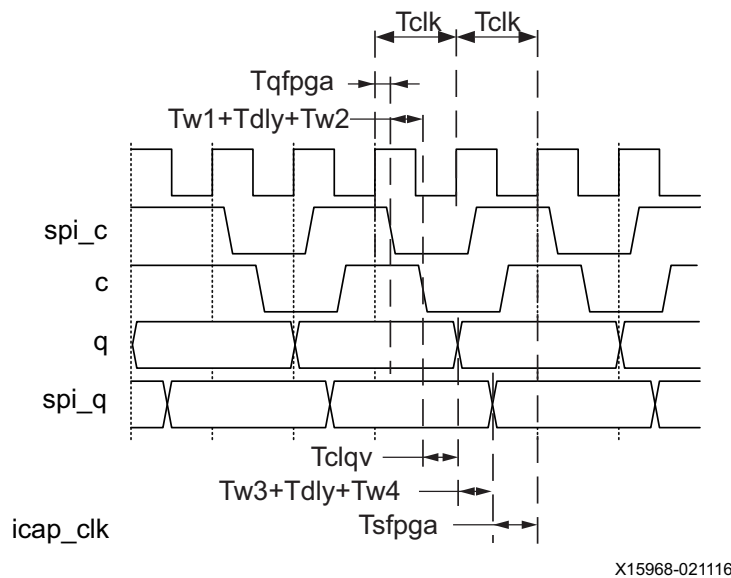 Tclk Tclk
Tqfpga
Tw1+Tdly+Tw2
spi_c
c
q
spi_q
Tclqv
Tw3+Tdly+Tw4
Tsfpga
icap_clk
X15968-021116